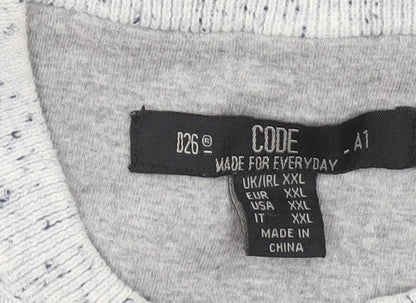 D26 ® CODE _ A1
MADE FOR EVERYDAY
UK/IRL XXL
EUR XXL
USA XXL
IT XXL
MADE IN
CHINA